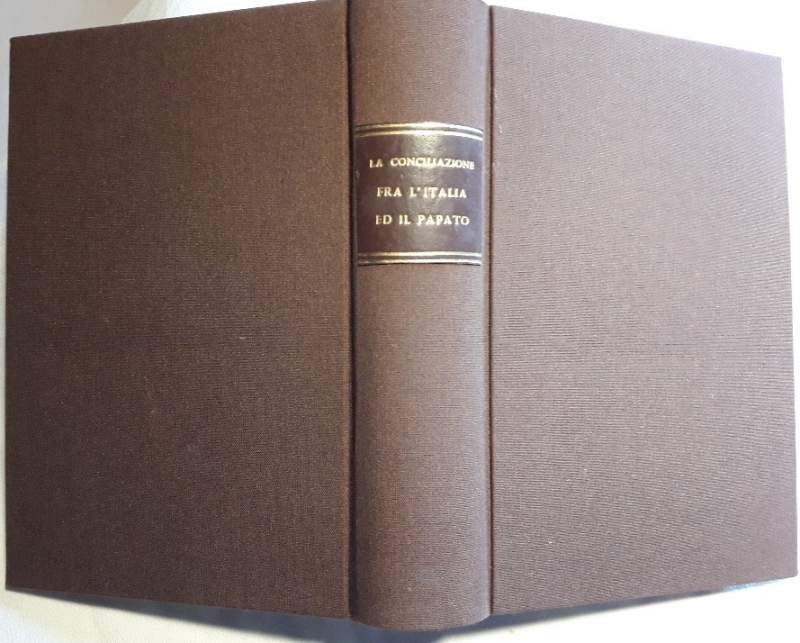 LA CONCILIAZIONE
FRA L'ITALIA
ED IL PAPATO